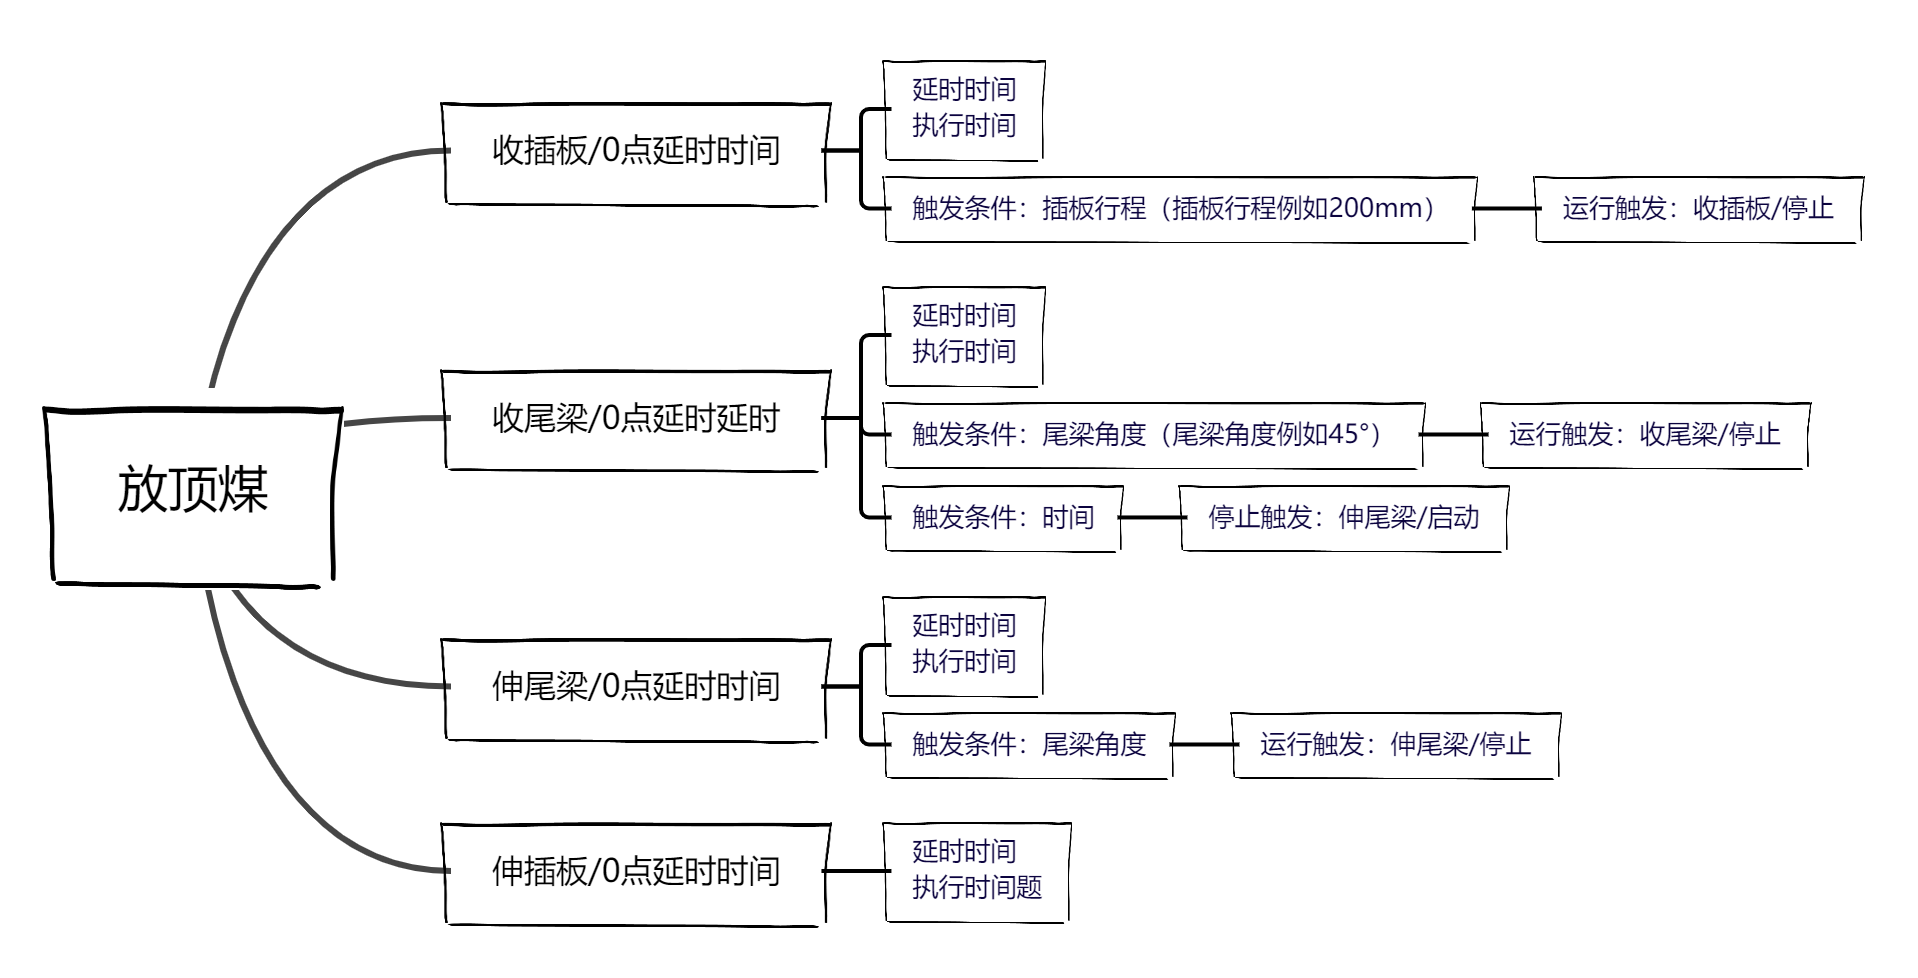 放顶煤
收插板/0点延时时间
延时时间
执行时间
触发条件：插板行程（插板行程例如200mm）
运行触发：收插板/停止
收尾梁/0点延时延时
延时时间
执行时间
触发条件：尾梁角度（尾梁角度例如45°）
运行触发：收尾梁/停止
触发条件：时间
停止触发：伸尾梁/启动
伸尾梁/0点延时时间
延时时间
执行时间
触发条件：尾梁角度
运行触发：伸尾梁/停止
伸插板/0点延时时间
延时时间
执行时间题